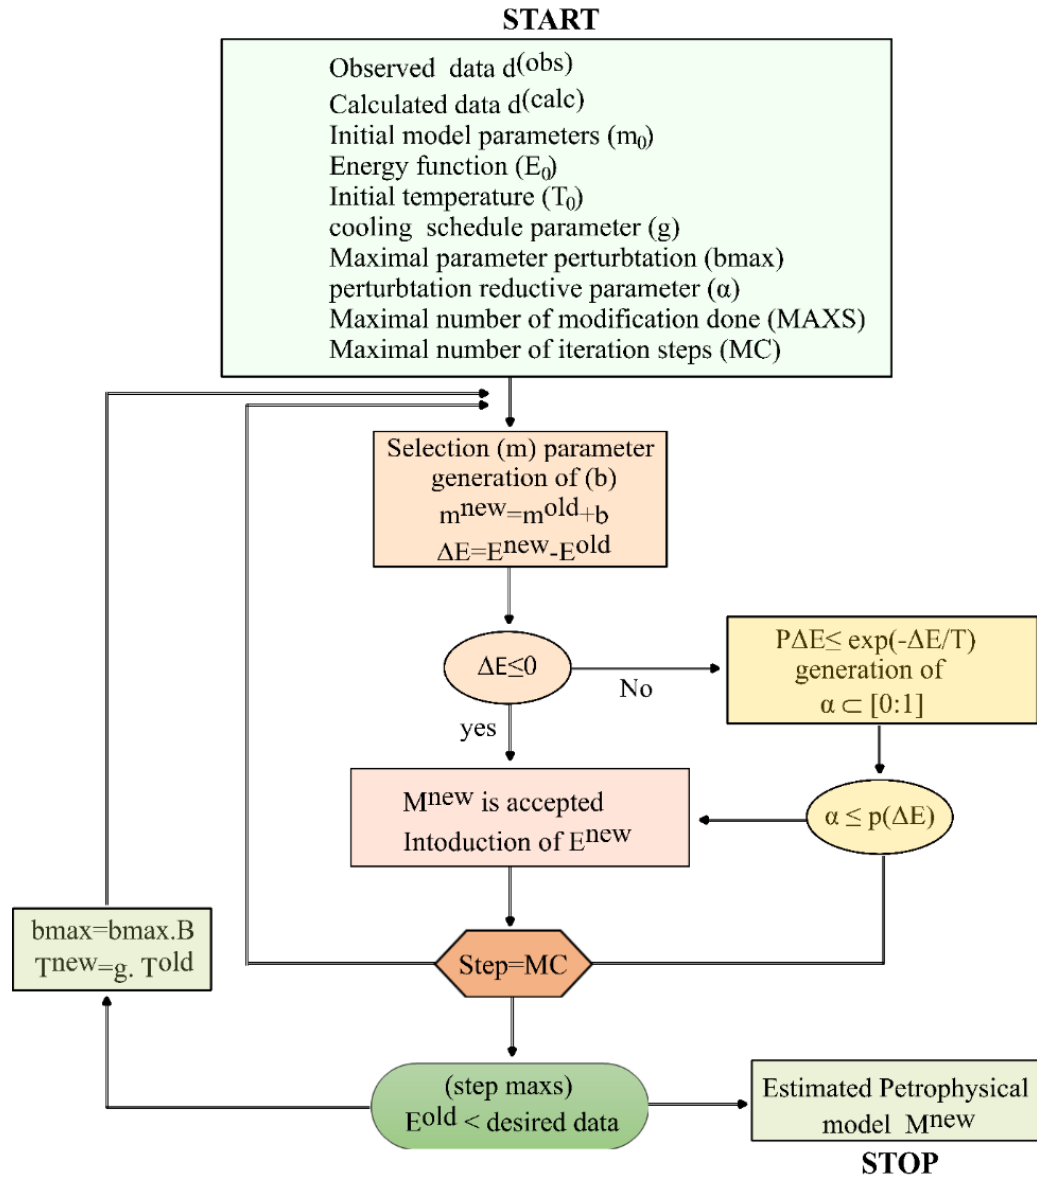 START
Observed data d(obs)
Calculated data d(calc)
Initial model parameters (m₀)
Energy function (E₀)
Initial temperature (T₀)
cooling schedule parameter (g)
Maximal parameter perturbtation (bmax)
perturbtation reductive parameter (α)
Maximal number of modification done (MAXS)
Maximal number of iteration steps (MC)
Selection (m) parameter
generation of (b)
mnew=mold+b
ΔE=Enew-Eold
ΔE≤0
No
yes
PΔE≤ exp(-ΔE/T)
generation of
α ⊂ [0:1]
α ≤ p(ΔE)
Mnew is accepted
Intoduction of Enew
Step=MC
bmax=bmax.B
Tnew=g. Told
(step maxs)
Eold < desired data
Estimated Petrophysical
model Mnew
STOP